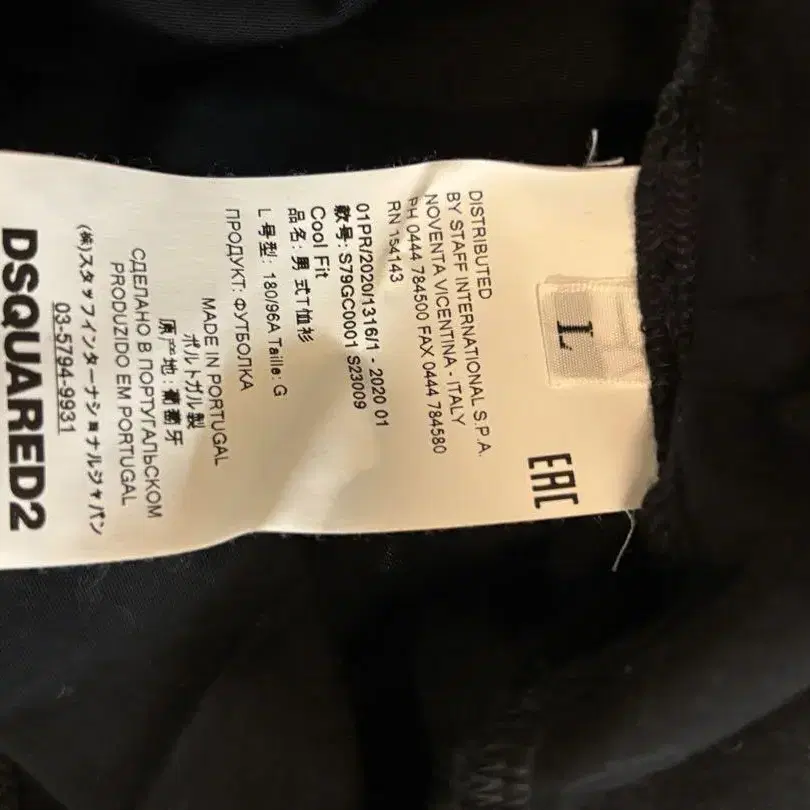 L
EAC
DISTRIBUTED
BY STAFF INTERNATIONAL S.P.A.
NOVENTA VICENTINA - ITALY
PH 0444 784500 FAX 0444 784580
RN 154143
01PR/2020/1316/1 - 2020 01
款号: S79GC0001 S23009
Cool Fit
品名: 男 式T恤衫
L 号型: 180/96A Taille: G
ПРОДУКТ: ФУТБОЛКА
MADE IN PORTUGAL
ポルトガル製
原产地: 葡萄牙
СДЕЛАНО В ПОРТУГАЛЬСКОМ
PRODUZIDO EM PORTUGAL
(株)スタッフインターナショナルジャパン
03-5794-9931
DSQUARED2